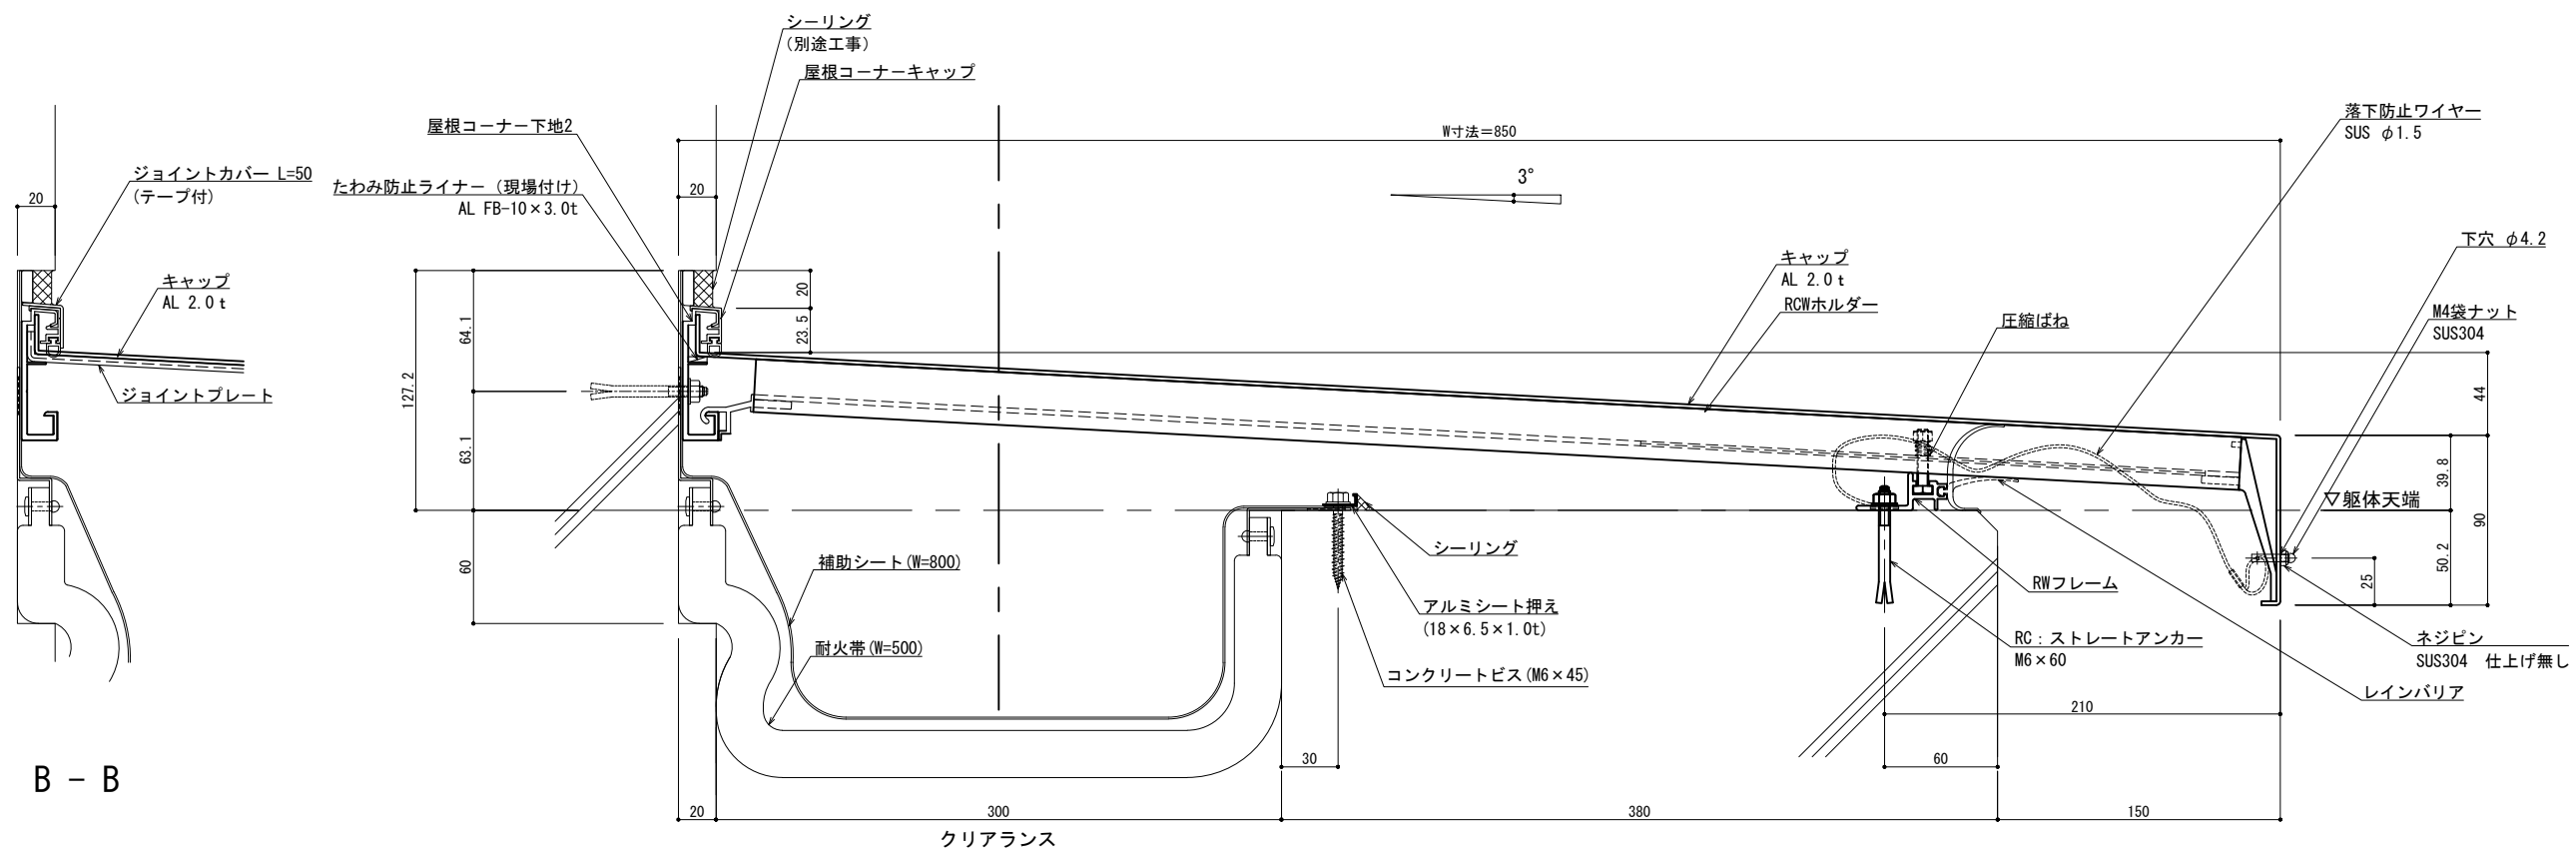 シーリング
(別途工事)
屋根コーナーキャップ
屋根コーナー下地2
ジョイントカバー L=50
(テープ付)
たわみ防止ライナー (現場付け)
AL FB-10×3.0t
20
20
W寸法=850
3°
落下防止ワイヤー
SUS φ1.5
下穴 φ4.2
キャップ
AL 2.0t
ジョイントプレート
キャップ
AL 2.0t
RCWホルダー
圧縮ばね
M4袋ナット
SUS304
20
23.5
64.1
127.2
63.1
60
44
39.8
90
50.2
25
▽躯体天端
補助シート(W=800)
耐火帯(W=500)
シーリング
アルミシート押え
(18×6.5×1.0t)
コンクリートビス(M6×45)
RWフレーム
RC:ストレートアンカー
M6×60
ネジピン
SUS304 仕上げ無し
レインバリア
210
30
60
B - B
20
300
380
150
クリアランス